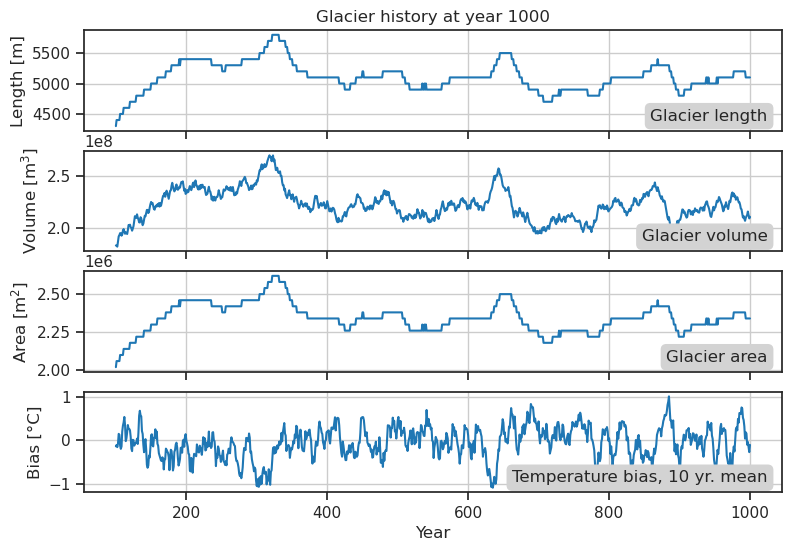 Glacier history at year 1000
Length [m]
5500
5000
4500
Glacier length
1e8
Volume [m³]
2.5
2.0
Glacier volume
1e6
Area [m²]
2.50
2.25
2.00
Glacier area
Bias [°C]
1
0
−1
Temperature bias, 10 yr. mean
200 400 600 800 1000
Year